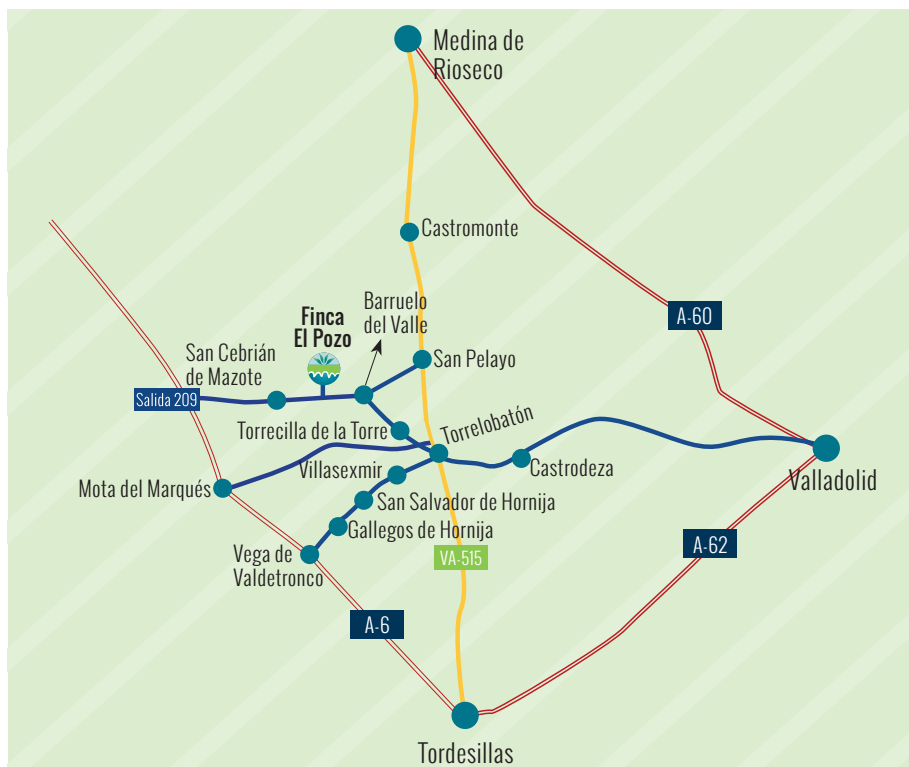 Medina de
Rioseco
Castromonte
Barruelo
del Valle
Finca
El Pozo
A-60
San Cebrián
de Mazote
San Pelayo
Salida 209
Torrecilla de la Torre
Torrelobatón
Villasexmir
Castrodeza
Mota del Marqués
Valladolid
San Salvador de Hornija
Gallegos de Hornija
Vega de
Valdetronco
VA-515
A-62
A-6
Tordesillas